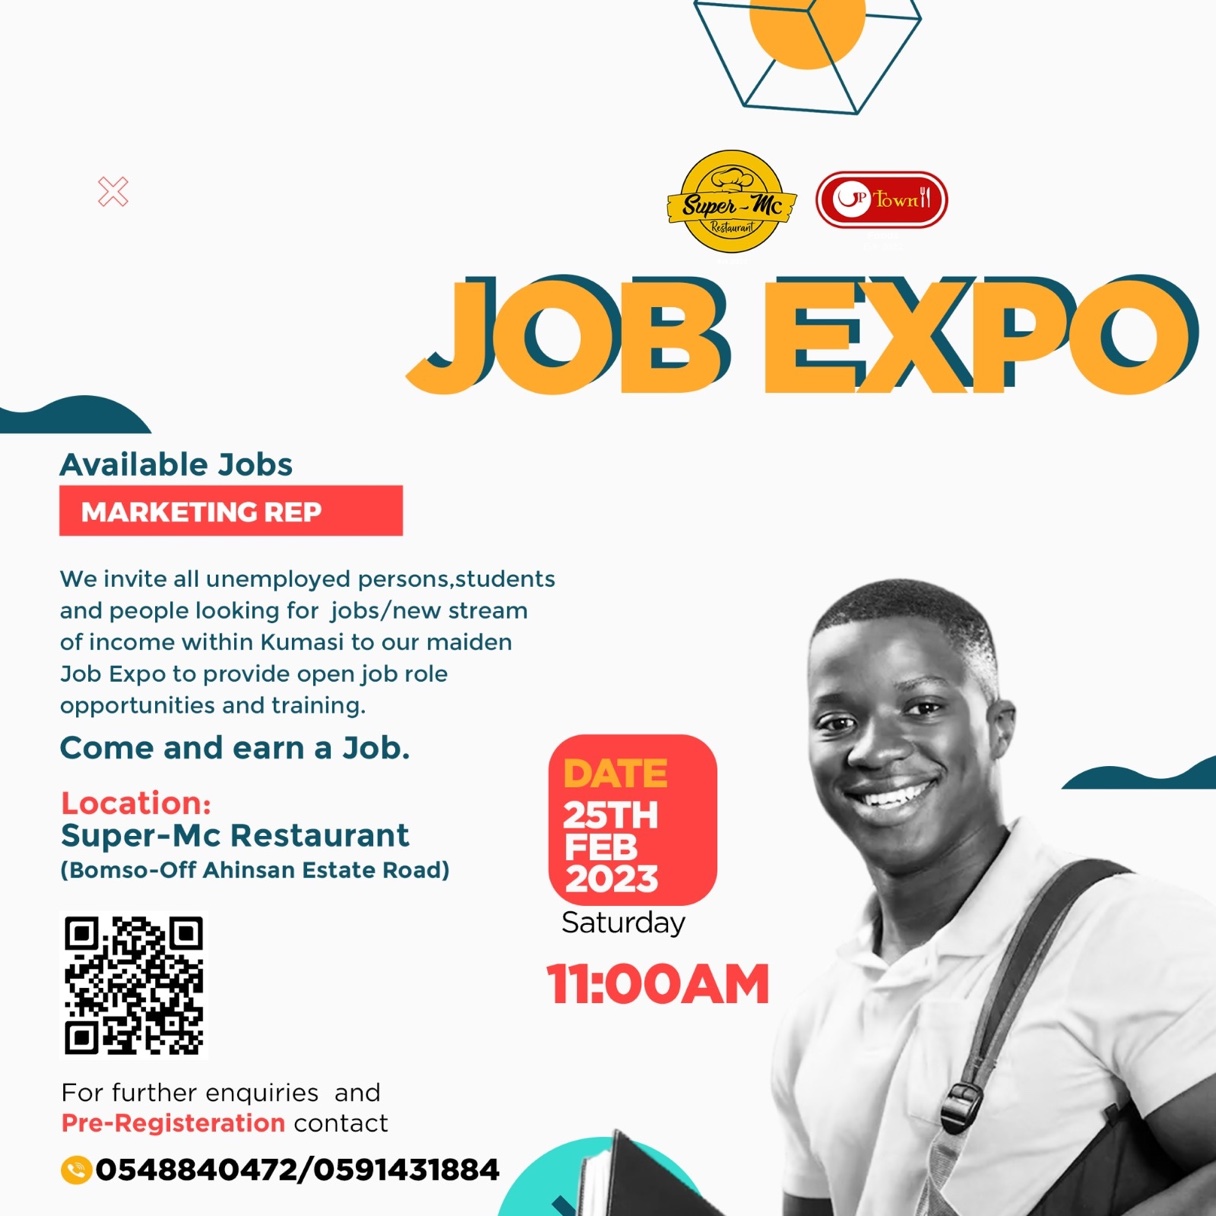 Super-Mc
Restaurant
UP Town
JOB EXPO
Available Jobs
MARKETING REP
We invite all unemployed persons,students
and people looking for  jobs/new stream
of income within Kumasi to our maiden
Job Expo to provide open job role
opportunities and training.
Come and earn a Job.
Location:
Super-Mc Restaurant
(Bomso-Off Ahinsan Estate Road)
DATE
25TH
FEB
2023
Saturday
11:00AM
For further enquiries  and
Pre-Registeration contact
0548840472/0591431884